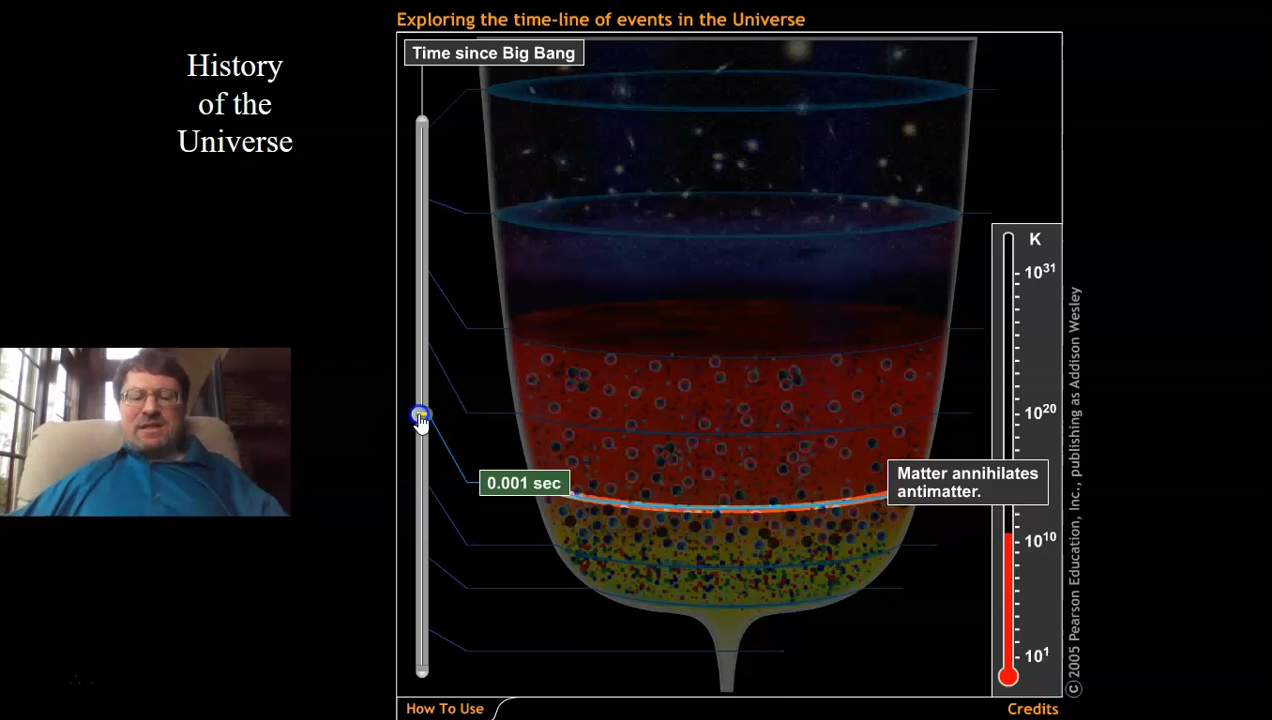 Exploring the time-line of events in the Universe
History
of the
Universe
Time since Big Bang
K
10³¹
10²⁰
0.001 sec
Matter annihilates
antimatter.
10¹⁰
10¹
© 2005 Pearson Education, Inc., publishing as Addison Wesley
How To Use
Credits